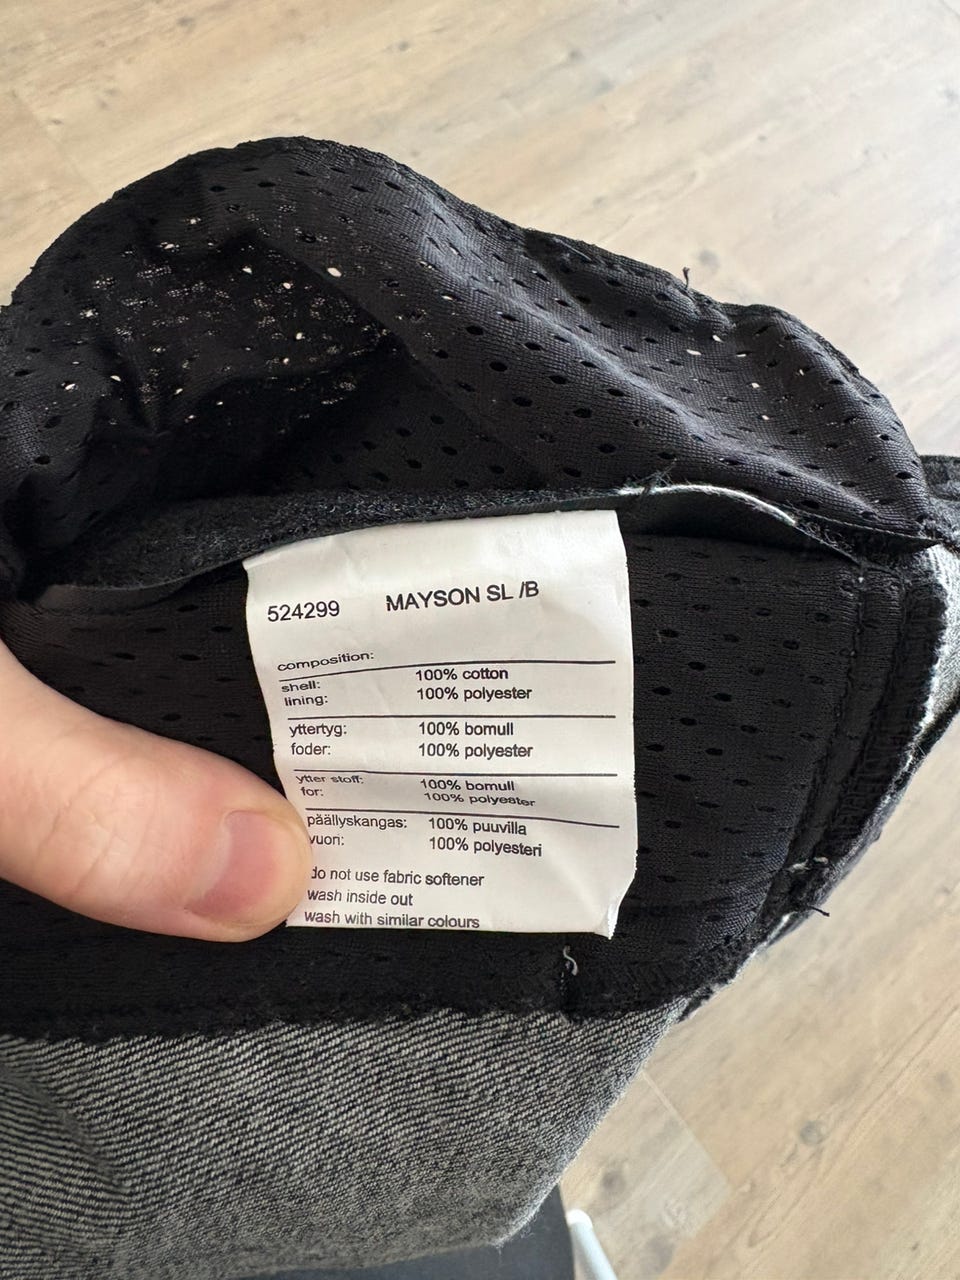 524299 MAYSON SL /B
composition:
shell: 100% cotton
lining: 100% polyester
yttertyg: 100% bomull
foder: 100% polyester
ytter stoff: 100% bomull
for: 100% polyester
päällyskangas: 100% puuvilla
vuori: 100% polyesteri
do not use fabric softener
wash inside out
wash with similar colours